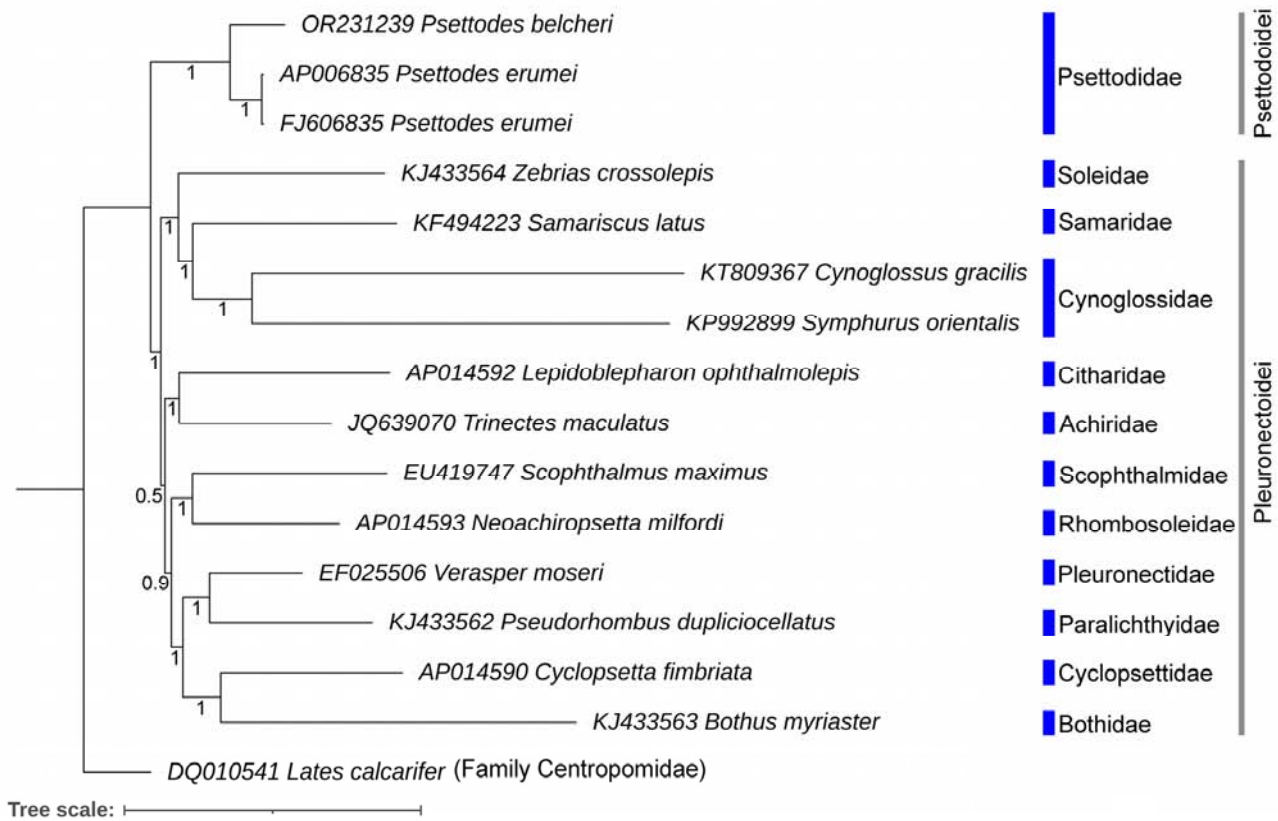 OR231239 Psettodes belcheri
AP006835 Psettodes erumei
FJ606835 Psettodes erumei
KJ433564 Zebrias crossolepis
KF494223 Samariscus latus
KT809367 Cynoglossus gracilis
KP992899 Symphurus orientalis
AP014592 Lepidoblepharon ophthalmolepis
JQ639070 Trinectes maculatus
EU419747 Scophthalmus maximus
AP014593 Neoachiropsetta milfordi
EF025506 Verasper moseri
KJ433562 Pseudorhombus dupliciocellatus
AP014590 Cyclopsetta fimbriata
KJ433563 Bothus myriaster
DQ010541 Lates calcarifer (Family Centropomidae)
1
1
1
1
1
1
1
0.5
1
0.9
1
1
1
Psettodidae
Soleidae
Samaridae
Cynoglossidae
Citharidae
Achiridae
Scophthalmidae
Rhombosoleidae
Pleuronectidae
Paralichthyidae
Cyclopsettidae
Bothidae
Psettodoidei
Pleuronectoidei
Tree scale: